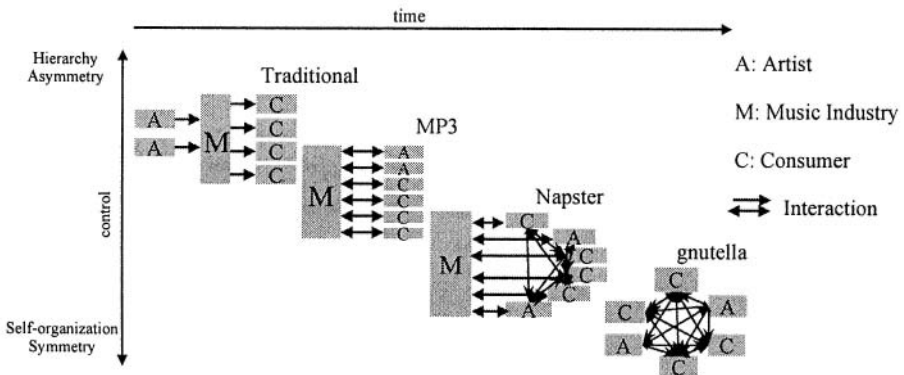 time
Hierarchy
Asymmetry
Traditional
A: Artist
A
A
M
C
C
C
C
MP3
M: Music Industry
M
A
A
C
C
C
C
C: Consumer
control
Napster
Interaction
M
C
A
C
C
C
A
gnutella
C
C
A
A
C
C
Self-organization
Symmetry